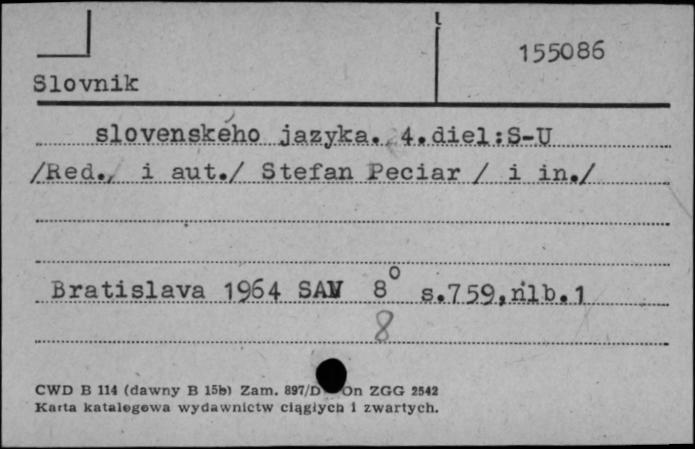 155086
Slovnik
slovenského jazyka. 4.diel:S-U
/Red., i aut./ Stefan Peciar / i in./
Bratislava 1964 SAV 8° s.759,nlb.1
8
CWD B 114 (dawny B 15b) Zam. 897/D On ZGG 2542
Karta katalogowa wydawnictw ciągłych i zwartych.